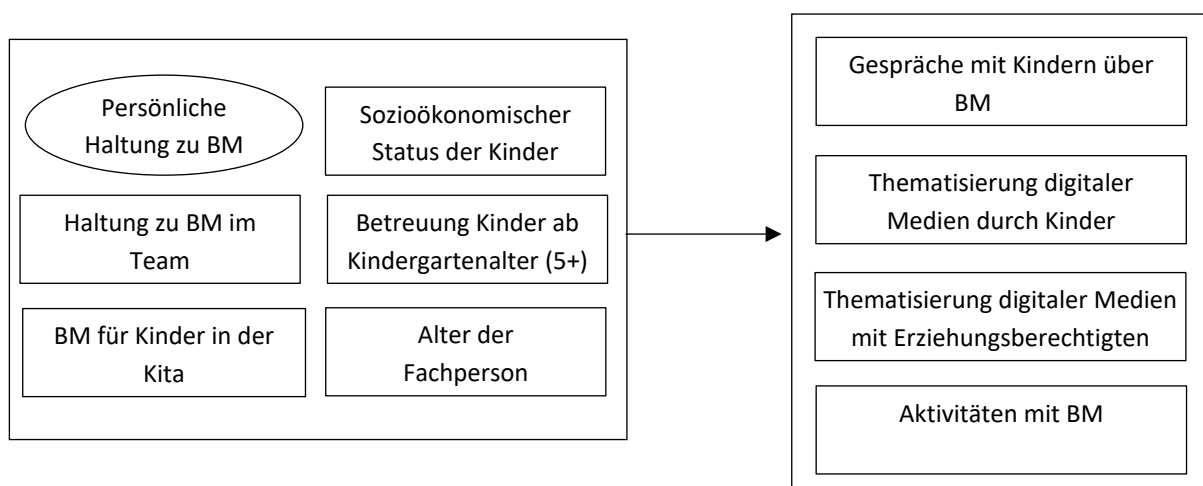 Persönliche
Haltung zu BM
Sozioökonomischer
Status der Kinder
Haltung zu BM im
Team
Betreuung Kinder ab
Kindergartenalter (5+)
BM für Kinder in der
Kita
Alter der
Fachperson
Gespräche mit Kindern über
BM
Thematisierung digitaler
Medien durch Kinder
Thematisierung digitaler Medien
mit Erziehungsberechtigten
Aktivitäten mit BM